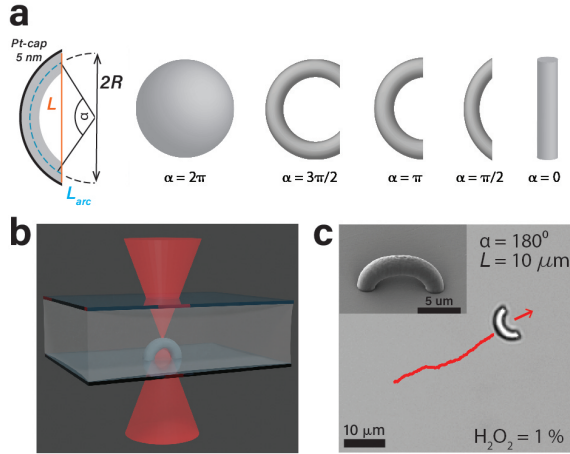 a
Pt-cap
5 nm
L
α
2R
L_arc
α = 2π
α = 3π/2
α = π
α = π/2
α = 0
b
c
α = 180°
L = 10 μm
5 um
10 μm
H₂O₂ = 1 %